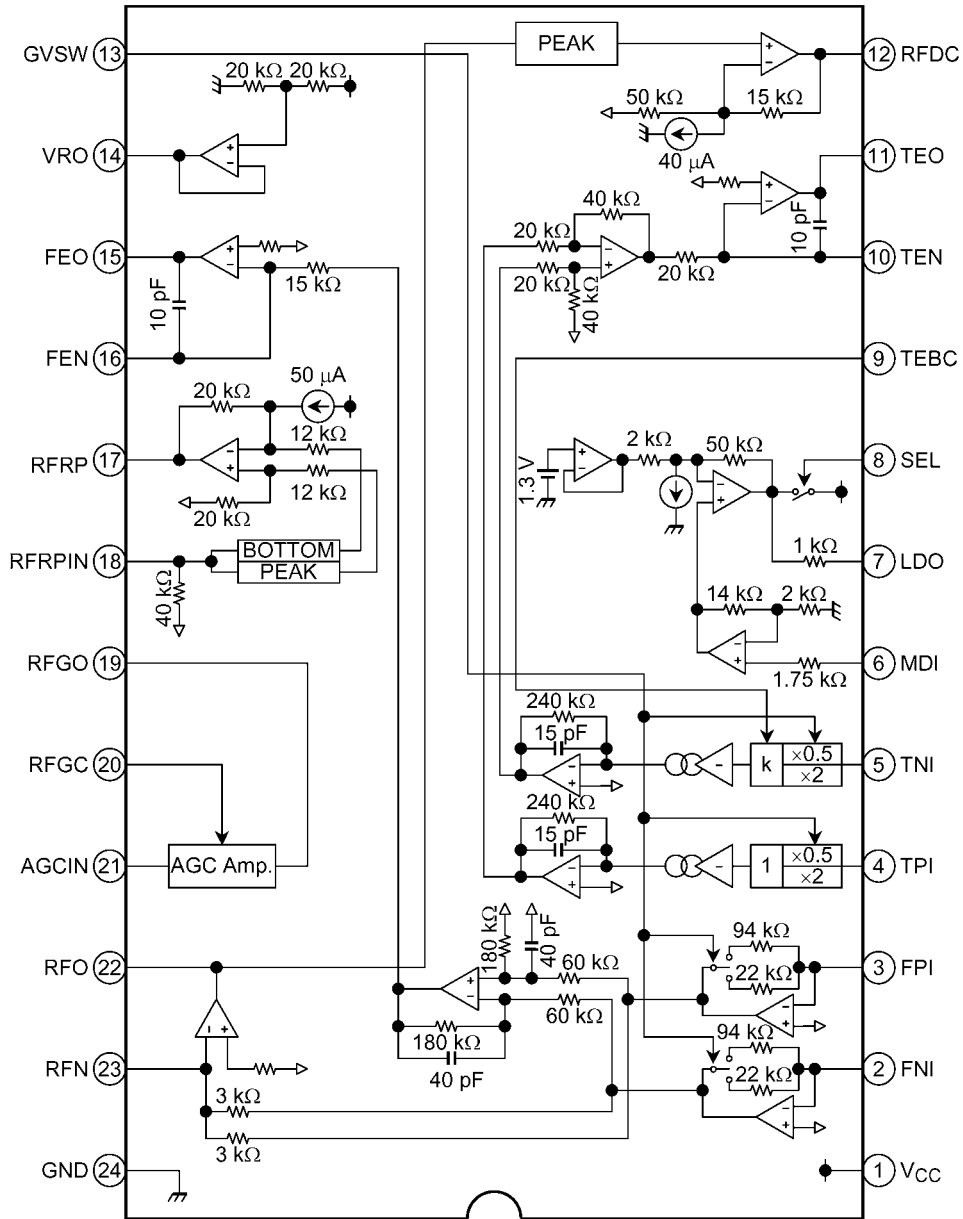 PEAK
GVSW 13
12 RFDC
20 kΩ 20 kΩ
+
−
50 kΩ 15 kΩ
40 μA
VRO 14
+
−
11 TEO
+
−
40 kΩ
10 pF
FEO 15
+
−
15 kΩ
20 kΩ
−
+
20 kΩ
20 kΩ
10 TEN
10 pF
40 kΩ
FEN 16
9 TEBC
50 μA
20 kΩ
12 kΩ
−
+
RFRP 17
12 kΩ
20 kΩ
2 kΩ 50 kΩ
+
−
1.3 V
−
+
8 SEL
RFRPIN 18
BOTTOM
PEAK
40 kΩ
1 kΩ
7 LDO
14 kΩ 2 kΩ
RFGO 19
−
+
6 MDI
1.75 kΩ
240 kΩ
15 pF
RFGC 20
−
+
−
k
×0.5
×2
5 TNI
240 kΩ
15 pF
AGCIN 21
AGC Amp.
−
+
−
1
×0.5
×2
4 TPI
180 kΩ
40 pF
94 kΩ
RFO 22
+
−
60 kΩ
60 kΩ
22 kΩ
3 FPI
−
+
− +
180 kΩ
40 pF
94 kΩ
RFN 23
22 kΩ
2 FNI
3 kΩ
−
+
3 kΩ
GND 24
1 VCC